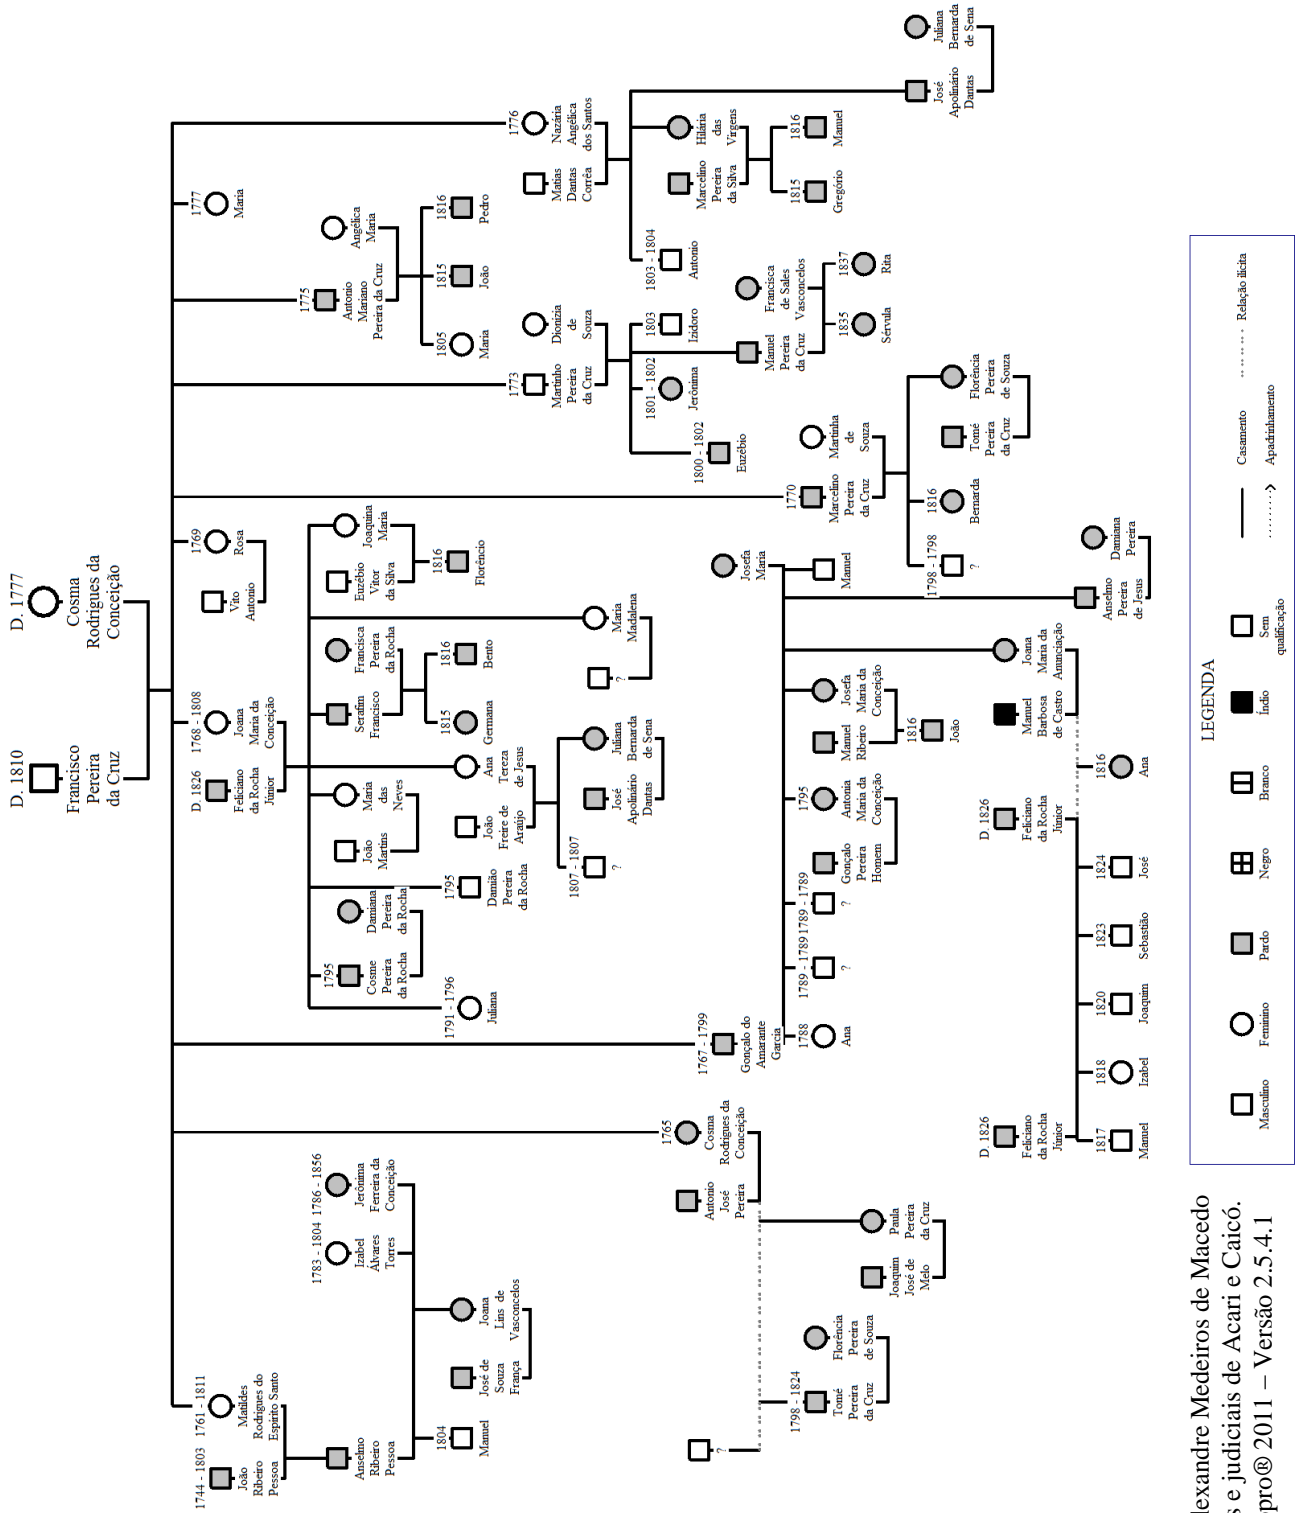 D. 1810
Francisco
Pereira
da Cruz
D. 1777
Cosma
Rodrigues da
Conceição
1744 - 1803
João
Ribeiro
Pessoa
1761 - 1811
Matildes
Rodrigues do
Espírito Santo
Anselmo
Ribeiro
Pessoa
1783 - 1804
Izabel
Álvares
Torres
1786 - 1856
Jerônima
Ferreira da
Conceição
1804
Manuel
José de
Souza
França
Joana
Lins de
Vasconcelos
1765
Cosma
Rodrigues da
Conceição
Antonio
José
Pereira
?
1798 - 1824
Tomé
Pereira
da Cruz
Florência
Pereira
de Souza
Joaquim
José de
Melo
Paula
Pereira
da Cruz
1767 - 1799
Gonçalo do
Amarante
Garcia
Josefa
Maria
1788
Ana
1789 - 1789
?
1789 - 1789
?
Gonçalo
Pereira
Homem
1795
Antonia
Maria da
Conceição
Manuel
Ribeiro
Josefa
Maria da
Conceição
1816
João
Manuel
Barbosa
de Castro
Joana
Maria da
Anunciação
Anselmo
Pereira
de Jesus
Damiana
Pereira
Manuel
D. 1826
Feliciano
da Rocha
Júnior
1816
Ana
D. 1826
Feliciano
da Rocha
Júnior
1817
Manuel
1818
Izabel
1820
Joaquim
1823
Sebastião
1824
José
D. 1826
Feliciano
da Rocha
Júnior
1768 - 1808
Joana
Maria da
Conceição
1791 - 1796
Juliana
1795
Cosme
Pereira
da Rocha
Damiana
Pereira
da Rocha
1795
Damião
Pereira
da Rocha
João
Martins
Maria
das
Neves
João
Freire de
Araújo
Ana
Tereza
de Jesus
1807 - 1807
?
José
Apolinário
Dantas
Juliana
Bernarda
de Sena
Serafim
Francisco
Francisca
Pereira
da Rocha
1815
Germana
1816
Bento
?
Maria
Madalena
Euzébio
Vitor
da Silva
Joaquina
Maria
1816
Florêncio
1769
Rosa
Vito
Antonio
1770
Marcelino
Pereira
da Cruz
Martinha
de
Souza
1798 - 1798
?
1816
Bernarda
Tomé
Pereira
da Cruz
Florência
Pereira
de Souza
1773
Martinho
Pereira
da Cruz
Dionizia
de
Souza
1800 - 1802
Euzébio
1801 - 1802
Jerônima
Manuel
Pereira
da Cruz
Francisca
de Sales
Vasconcelos
1835
Sérvula
1837
Rita
1803
Izidoro
1775
Antonio
Mariano
Pereira da Cruz
Angélica
Maria
1805
Maria
1815
João
1816
Pedro
1777
Maria
1776
Nazária
Angélica
dos Santos
Matias
Dantas
Corrêa
1803 - 1804
Antonio
Marcelino
Pereira
da Silva
Hilária
das
Virgens
1815
Gregório
1816
Manuel
José
Apolinário
Dantas
Juliana
Bernarda
de Sena
LEGENDA
Masculino
Feminino
Pardo
Negro
Branco
Índio
Sem
qualificação
Casamento
Apadrinhamento
Relação ilícita
lexandre Medeiros de Macedo
s e judiciais de Acari e Caicó.
opro® 2011 – Versão 2.5.4.1